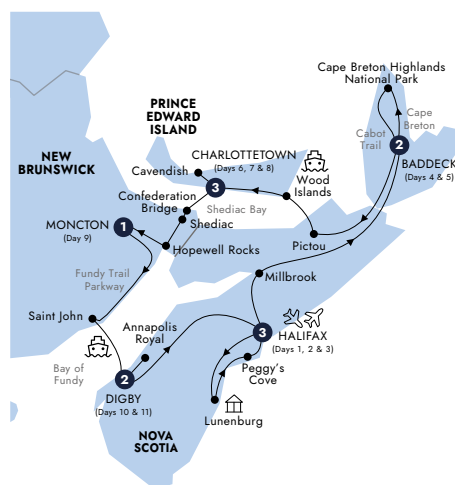 Cape Breton Highlands
National Park
PRINCE
EDWARD
ISLAND
Cape
Breton
Cabot
Trail
2
BADDECK
(Days 4 & 5)
CHARLOTTETOWN
(Days 6, 7 & 8)
Cavendish
3
Wood
Islands
NEW
BRUNSWICK
Confederation
Bridge
Shediac Bay
Shediac
1
MONCTON
(Day 9)
Hopewell Rocks
Pictou
Fundy Trail
Parkway
Millbrook
Saint John
Annapolis
Royal
3
HALIFAX
(Days 1, 2 & 3)
Bay of
Fundy
2
DIGBY
(Days 10 & 11)
Peggy's
Cove
Lunenburg
NOVA
SCOTIA